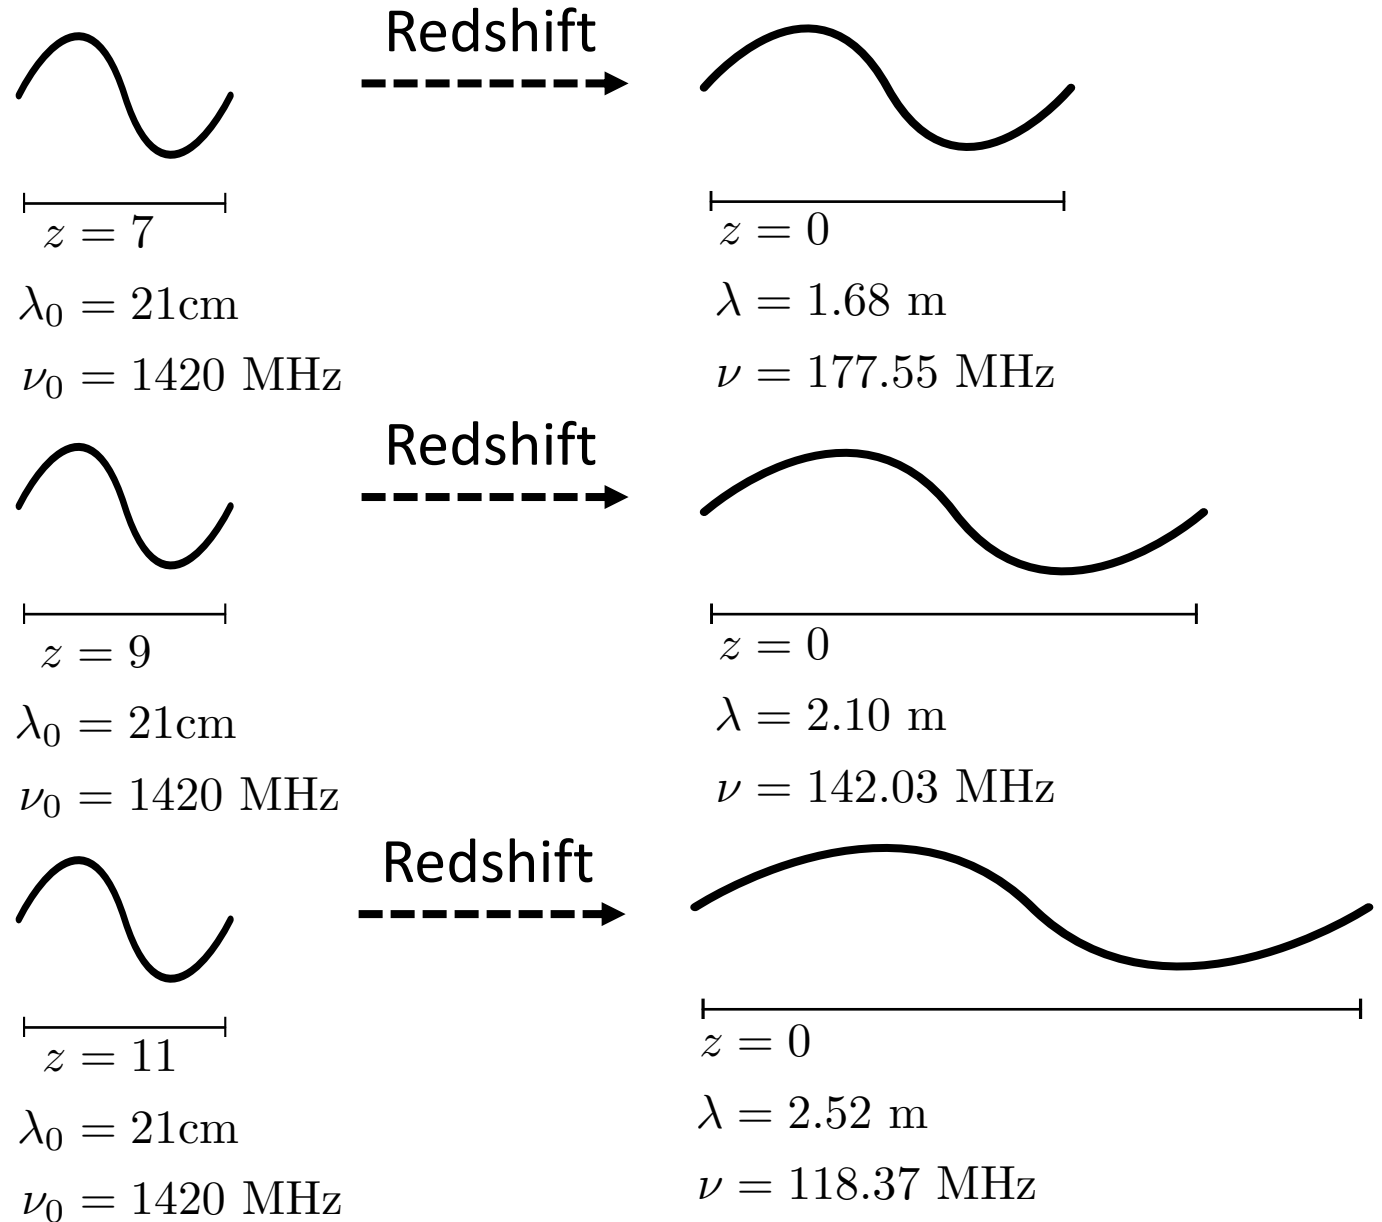 Redshift
z = 7
λ₀ = 21cm
ν₀ = 1420 MHz
z = 0
λ = 1.68 m
ν = 177.55 MHz
Redshift
z = 9
λ₀ = 21cm
ν₀ = 1420 MHz
z = 0
λ = 2.10 m
ν = 142.03 MHz
Redshift
z = 11
λ₀ = 21cm
ν₀ = 1420 MHz
z = 0
λ = 2.52 m
ν = 118.37 MHz